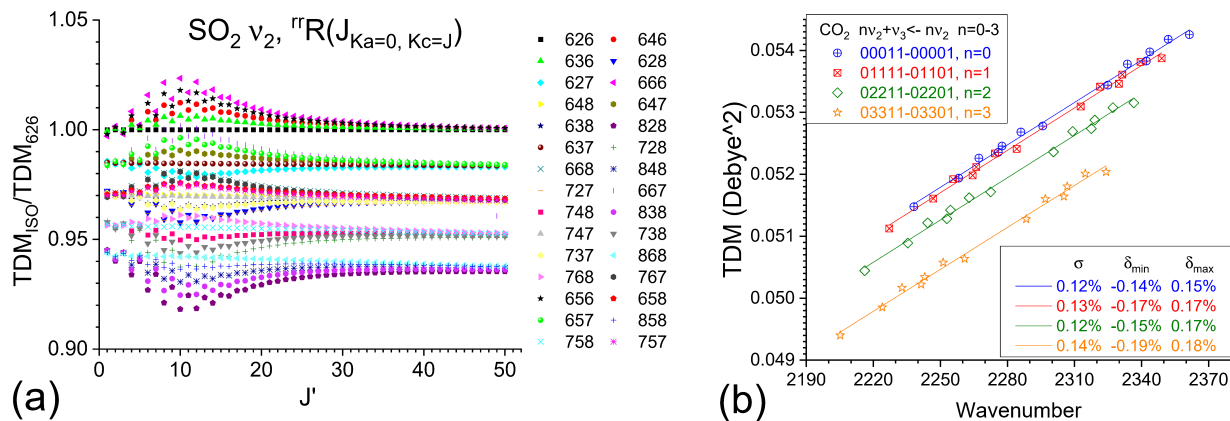 SO2 ν2, rrR(JKa=0, Kc=J)
TDMISO/TDM626
1.05
1.00
0.95
0.90
0 10 20 30 40 50
J'
(a)
626 646
636 628
627 666
648 647
638 828
637 728
668 848
727 667
748 838
747 738
737 868
768 767
656 658
657 858
758 757
CO2 nν2+ν3<- nν2 n=0-3
00011-00001, n=0
01111-01101, n=1
02211-02201, n=2
03311-03301, n=3
TDM (Debye^2)
0.054
0.053
0.052
0.051
0.050
0.049
σ δmin δmax
0.12% -0.14% 0.15%
0.13% -0.17% 0.17%
0.12% -0.15% 0.17%
0.14% -0.19% 0.18%
2190 2220 2250 2280 2310 2340 2370
Wavenumber
(b)